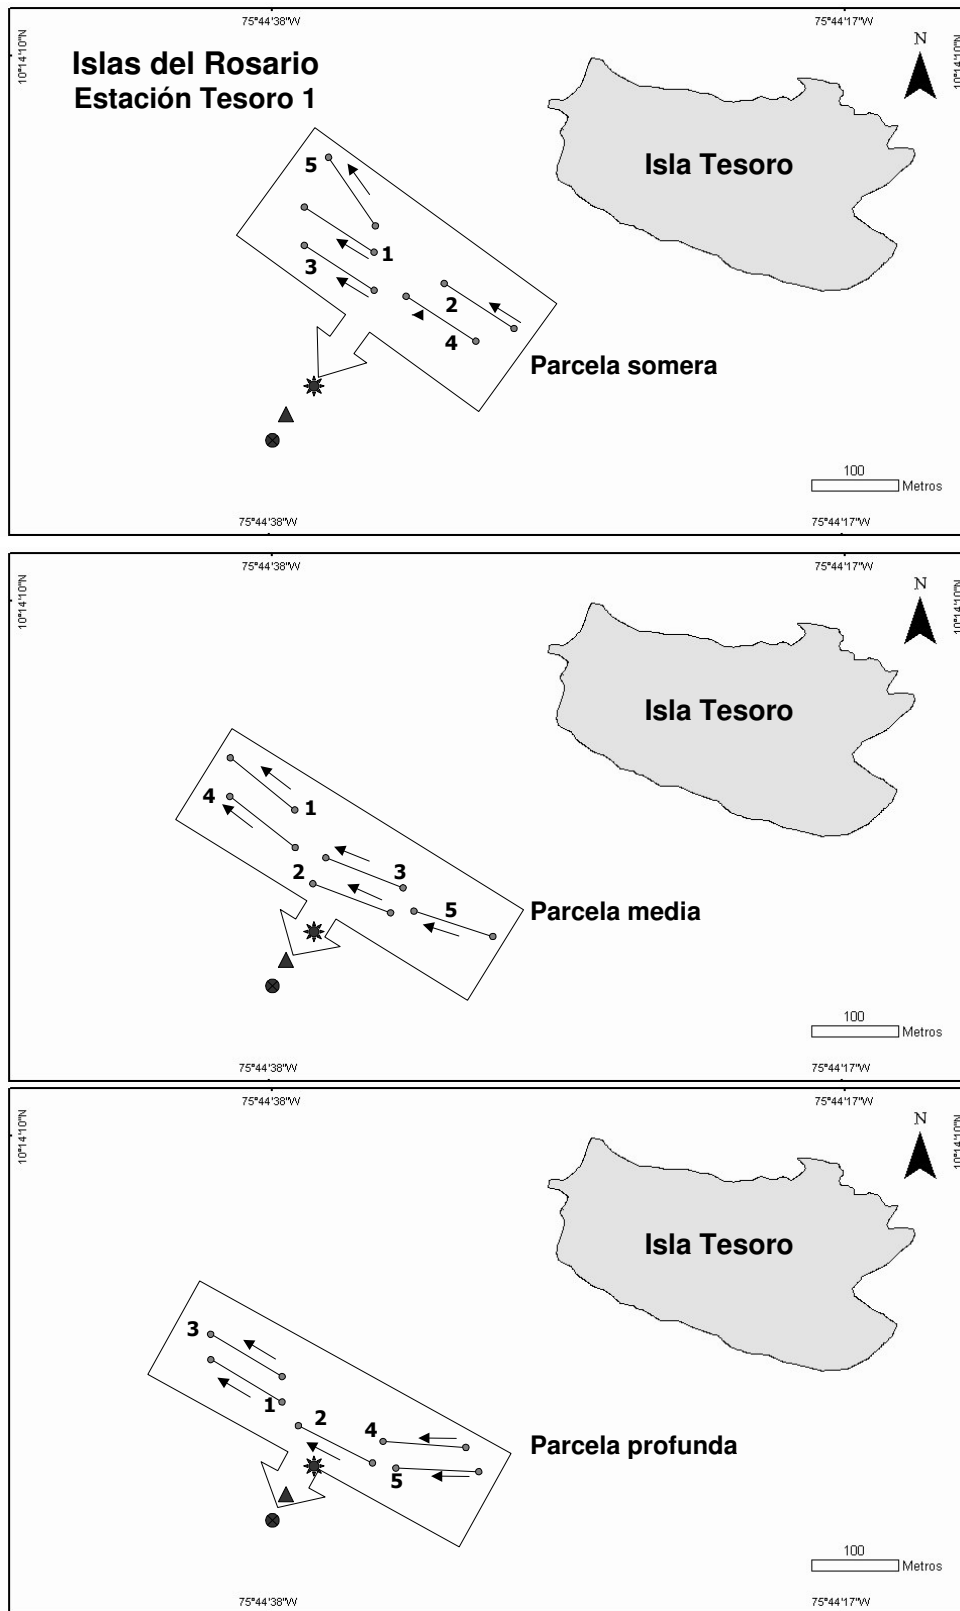 75°44'38"W
75°44'17"W
10°14'10"N
10°14'10"N
N
Islas del Rosario
Estación Tesoro 1
Isla Tesoro
5
1
3
2
4
Parcela somera
100
Metros
75°44'38"W
75°44'17"W
75°44'38"W
75°44'17"W
10°14'10"N
10°14'10"N
N
Isla Tesoro
4
1
2
3
5
Parcela media
100
Metros
75°44'38"W
75°44'17"W
75°44'38"W
75°44'17"W
10°14'10"N
10°14'10"N
N
Isla Tesoro
3
1
2
4
5
Parcela profunda
100
Metros
75°44'38"W
75°44'17"W